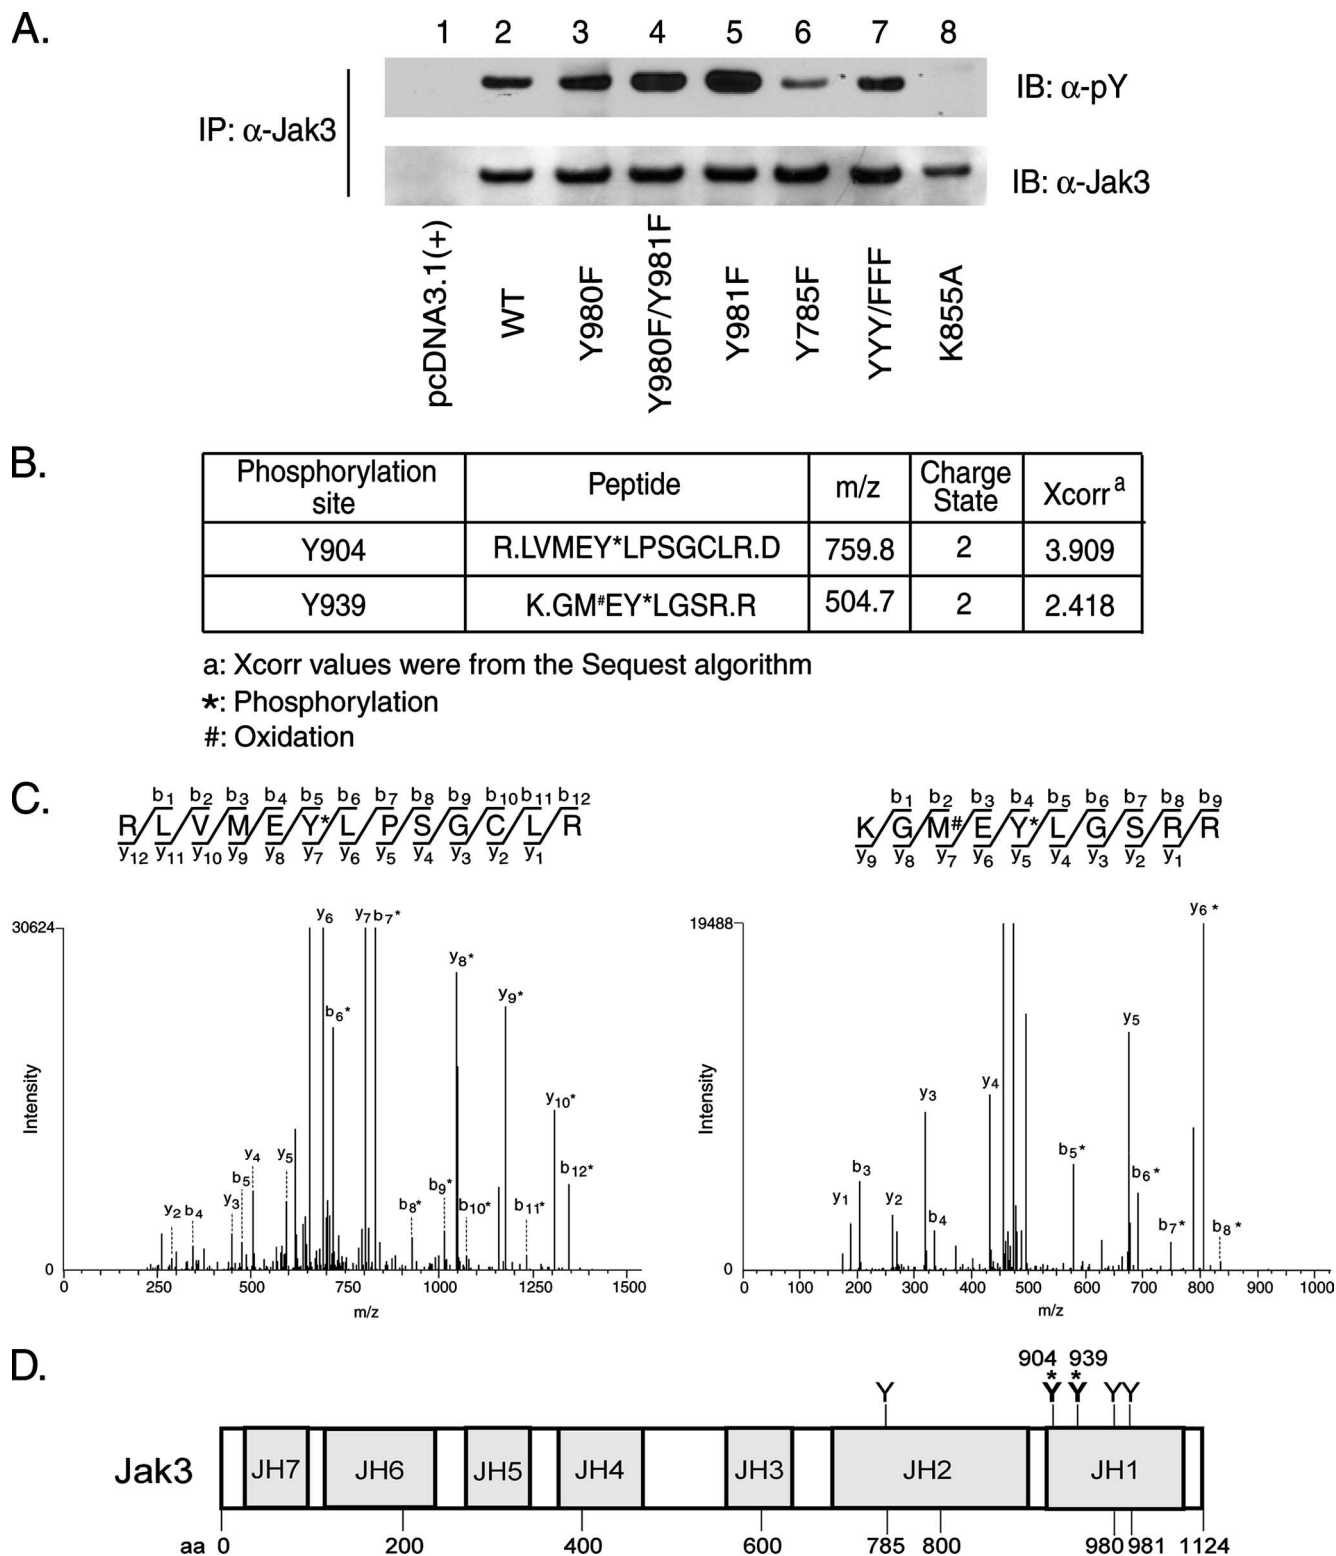 A.
1 2 3 4 5 6 7 8
IP: α-Jak3
IB: α-pY
IB: α-Jak3
pcDNA3.1(+)
WT
Y980F
Y980F/Y981F
Y981F
Y785F
YYY/FFF
K855A
B.
Phosphorylation site Peptide m/z Charge State Xcorr a
Y904 R.LVMEY*LPSGCLR.D 759.8 2 3.909
Y939 K.GM#EY*LGSR.R 504.7 2 2.418
a: Xcorr values were from the Sequest algorithm
*: Phosphorylation
#: Oxidation
C.
b1 b2 b3 b4 b5 b6 b7 b8 b9 b10 b11 b12
R L V M E Y* L P S G C L R
y12 y11 y10 y9 y8 y7 y6 y5 y4 y3 y2 y1
30624
Intensity
0
y2 b4 y3 b5 y4 y5 y6 b6* y7 b7* b8* b9* y8* b10* y9* b11* y10* b12*
0 250 500 750 1000 1250 1500
m/z
b1 b2 b3 b4 b5 b6 b7 b8 b9
K G M# E Y* L G S R R
y9 y8 y7 y6 y5 y4 y3 y2 y1
19488
Intensity
0
y1 b3 y2 y3 b4 y4 b5* y5 b6* b7* y6* b8*
0 100 200 300 400 500 600 700 800 900 1000
m/z
D.
904 939
* *
Y Y Y Y Y
Jak3
JH7 JH6 JH5 JH4 JH3 JH2 JH1
aa 0 200 400 600 785 800 980 981 1124